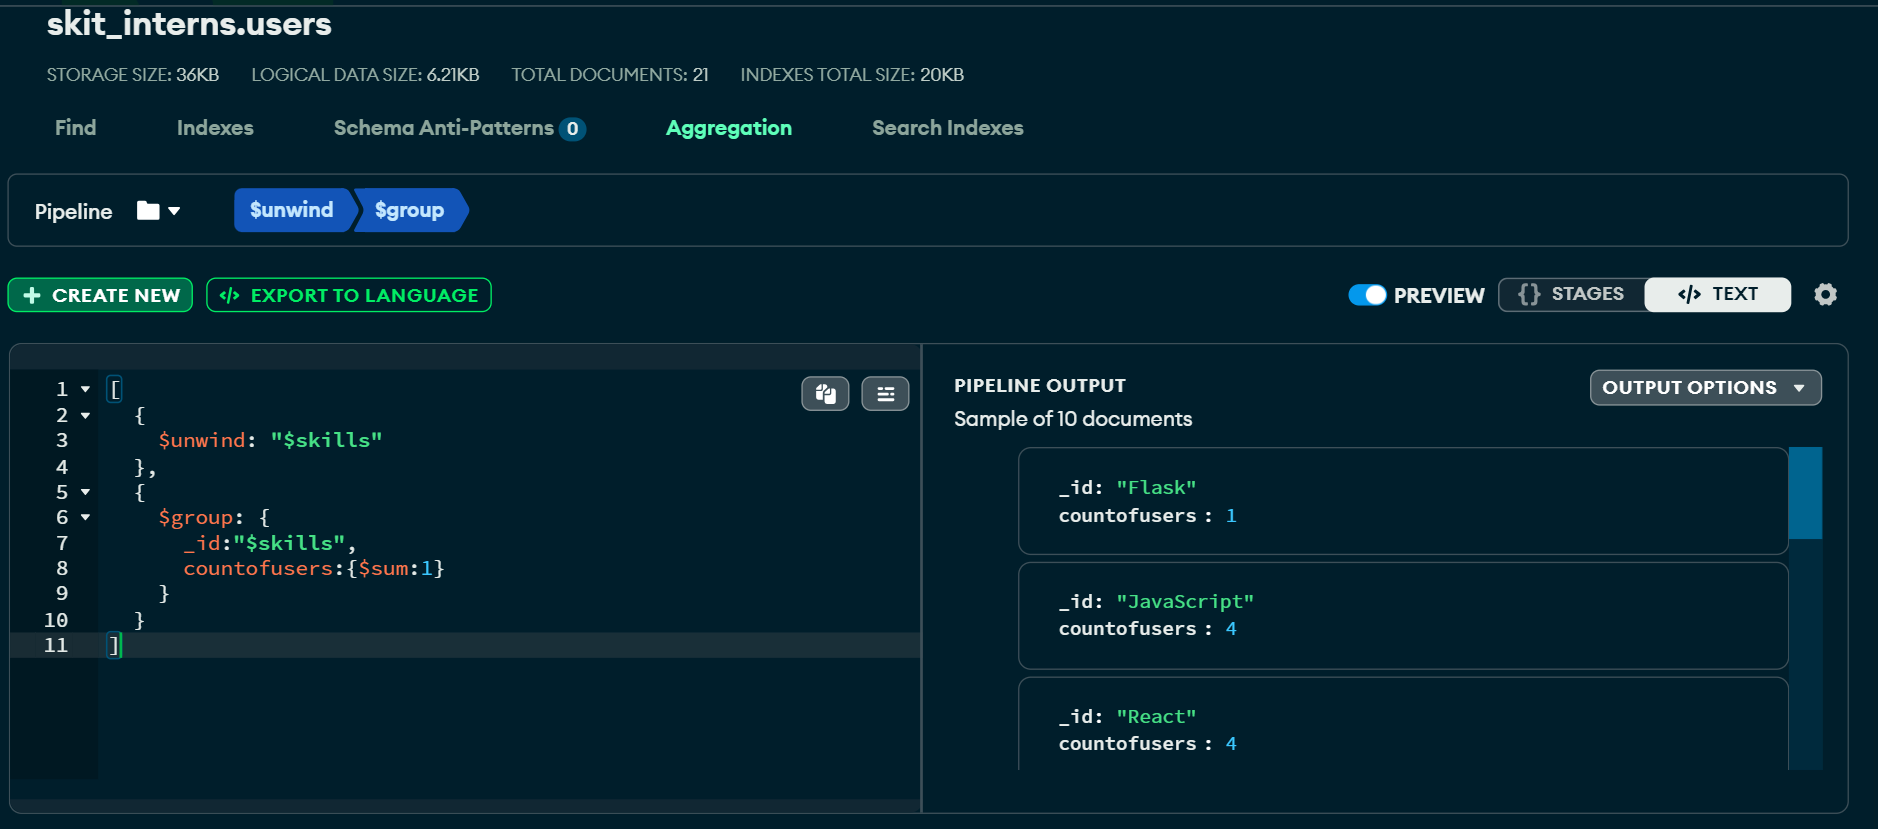 skit_interns.users
STORAGE SIZE: 36KB LOGICAL DATA SIZE: 6.21KB TOTAL DOCUMENTS: 21 INDEXES TOTAL SIZE: 20KB
Find Indexes Schema Anti-Patterns 0 Aggregation Search Indexes
Pipeline $unwind $group
+ CREATE NEW </> EXPORT TO LANGUAGE PREVIEW {} STAGES </> TEXT
1 [
2 {
3 $unwind: "$skills"
4 },
5 {
6 $group: {
7 _id:"$skills",
8 countofusers:{$sum:1}
9 }
10 }
11 ]
PIPELINE OUTPUT
Sample of 10 documents
OUTPUT OPTIONS
_id: "Flask"
countofusers : 1
_id: "JavaScript"
countofusers : 4
_id: "React"
countofusers : 4